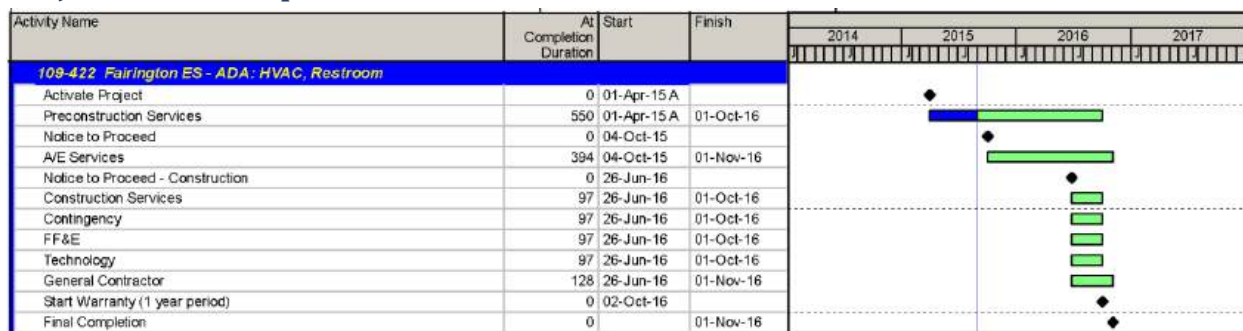 Activity Name At Completion Duration Start Finish
2014 2015 2016 2017
J J J J J J J
109-422 Fairington ES - ADA: HVAC, Restroom
Activate Project 0 01-Apr-15 A
Preconstruction Services 550 01-Apr-15 A 01-Oct-16
Notice to Proceed 0 04-Oct-15
A/E Services 394 04-Oct-15 01-Nov-16
Notice to Proceed - Construction 0 26-Jun-16
Construction Services 97 26-Jun-16 01-Oct-16
Contingency 97 26-Jun-16 01-Oct-16
FF&E 97 26-Jun-16 01-Oct-16
Technology 97 26-Jun-16 01-Oct-16
General Contractor 128 26-Jun-16 01-Nov-16
Start Warranty (1 year period) 0 02-Oct-16
Final Completion 0 01-Nov-16